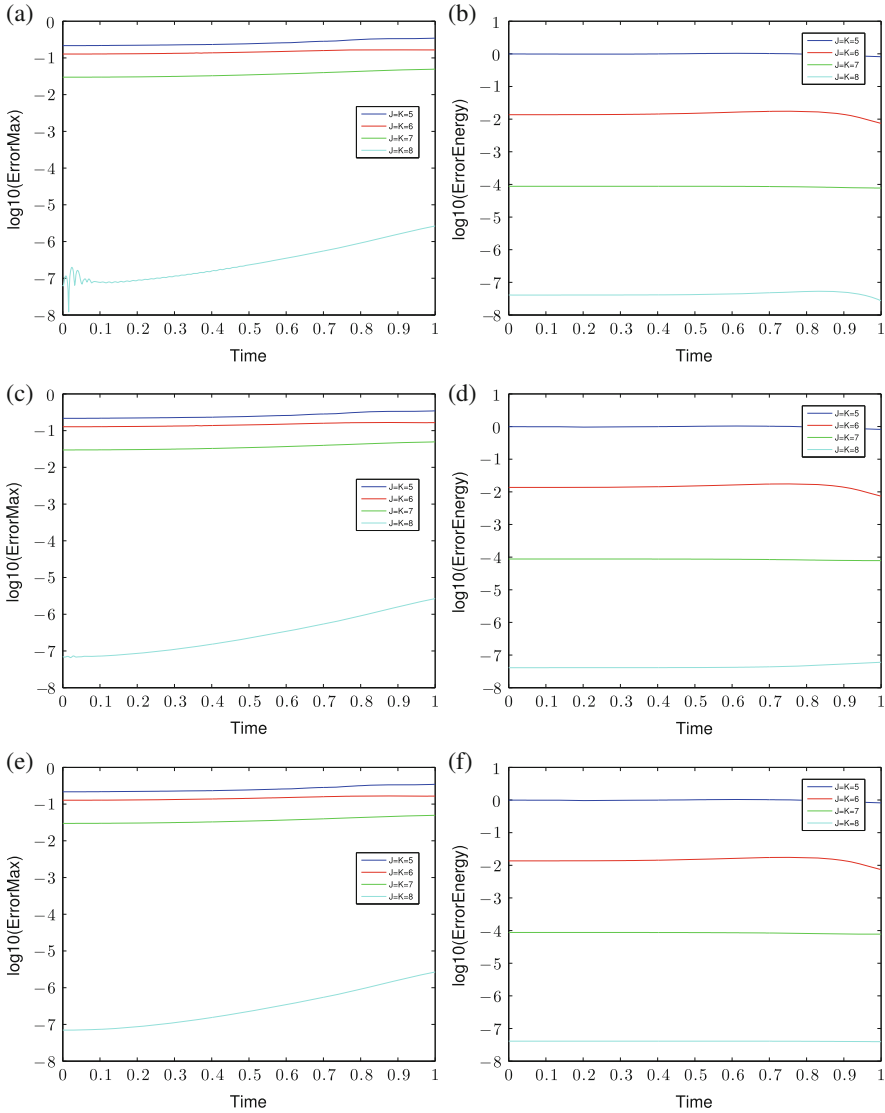 (a)
0
−1
−2
−3
−4
−5
−6
−7
−8
log10(ErrorMax)
J=K=5
J=K=6
J=K=7
J=K=8
0 0.1 0.2 0.3 0.4 0.5 0.6 0.7 0.8 0.9 1
Time
(b)
1
0
−1
−2
−3
−4
−5
−6
−7
−8
log10(ErrorEnergy)
J=K=5
J=K=6
J=K=7
J=K=8
0 0.1 0.2 0.3 0.4 0.5 0.6 0.7 0.8 0.9 1
Time
(c)
0
−1
−2
−3
−4
−5
−6
−7
−8
log10(ErrorMax)
J=K=5
J=K=6
J=K=7
J=K=8
0 0.1 0.2 0.3 0.4 0.5 0.6 0.7 0.8 0.9 1
Time
(d)
1
0
−1
−2
−3
−4
−5
−6
−7
−8
log10(ErrorEnergy)
J=K=5
J=K=6
J=K=7
J=K=8
0 0.1 0.2 0.3 0.4 0.5 0.6 0.7 0.8 0.9 1
Time
(e)
0
−1
−2
−3
−4
−5
−6
−7
−8
log10(ErrorMax)
J=K=5
J=K=6
J=K=7
J=K=8
0 0.1 0.2 0.3 0.4 0.5 0.6 0.7 0.8 0.9 1
Time
(f)
1
0
−1
−2
−3
−4
−5
−6
−7
−8
log10(ErrorEnergy)
J=K=5
J=K=6
J=K=7
J=K=8
0 0.1 0.2 0.3 0.4 0.5 0.6 0.7 0.8 0.9 1
Time